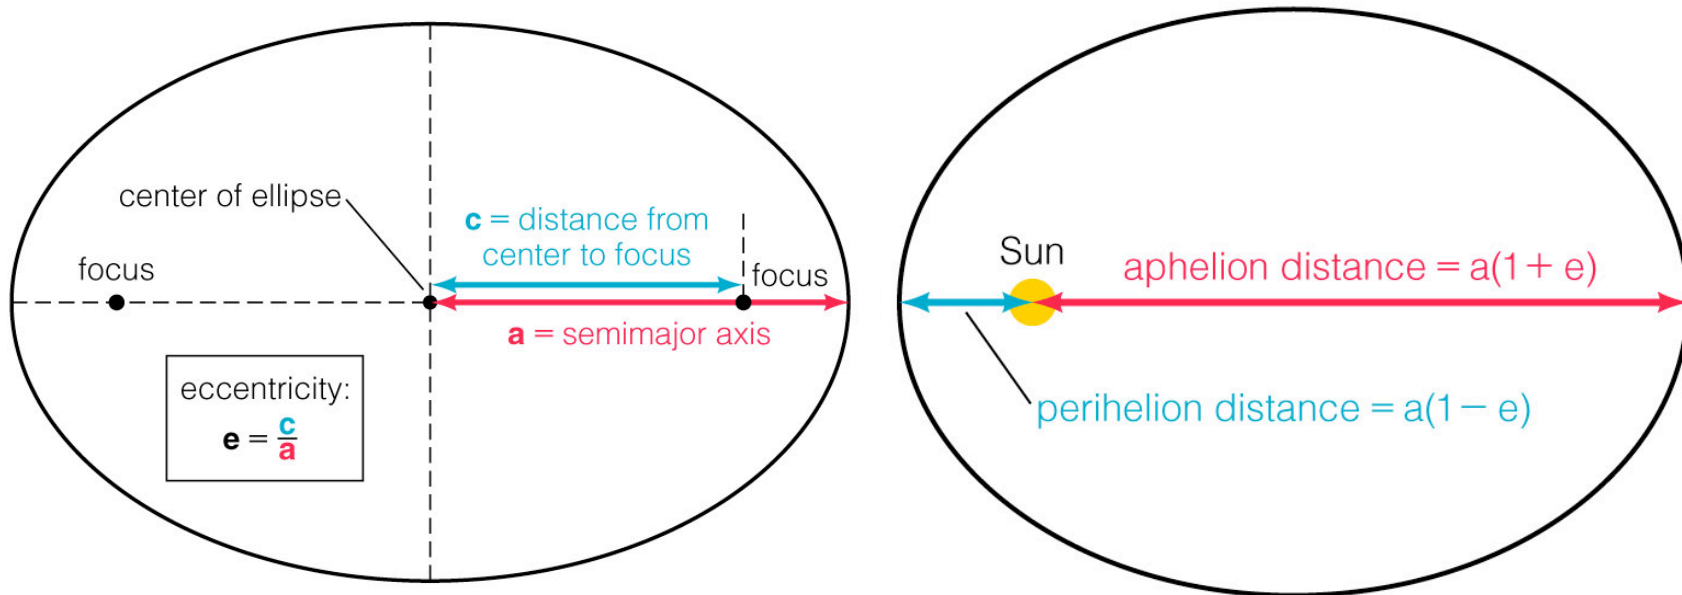 center of ellipse
focus
c = distance from
center to focus
focus
a = semimajor axis
eccentricity:
e = c/a
Sun
aphelion distance = a(1+ e)
perihelion distance = a(1− e)